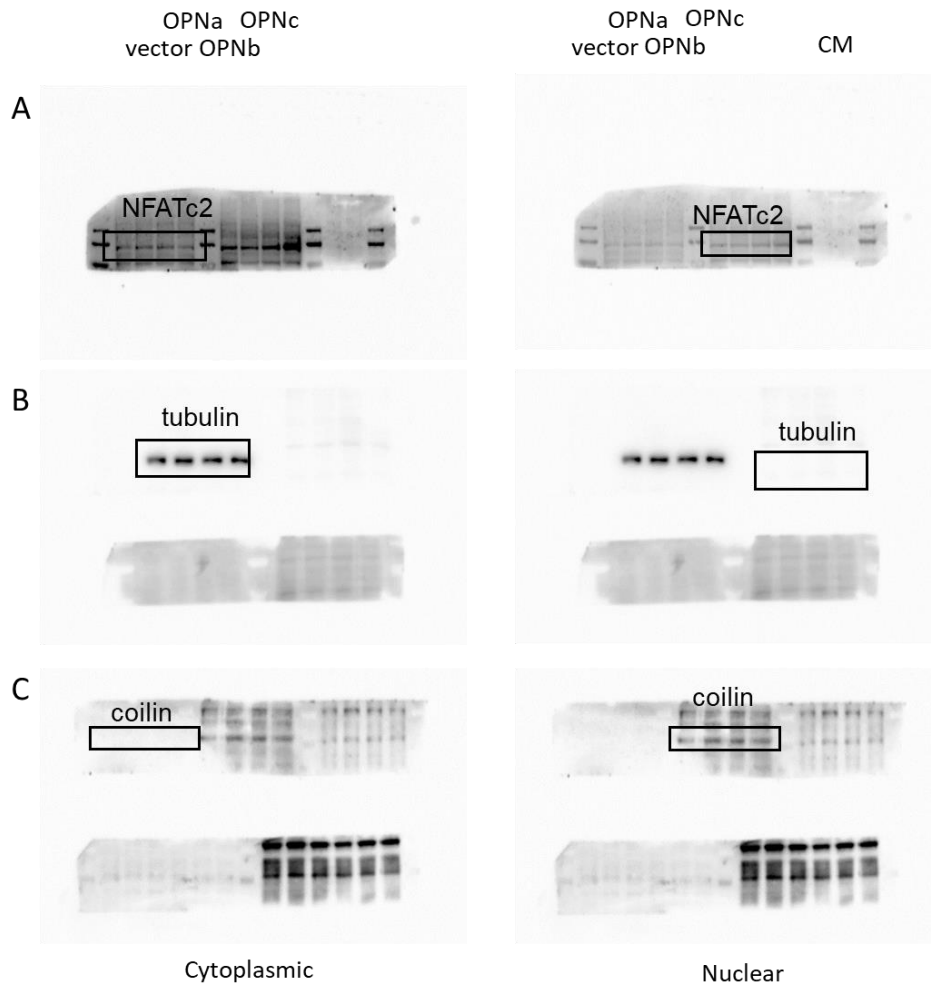 OPNa OPNc
vector OPNb
OPNa OPNc
vector OPNb
CM
A
NFATc2
NFATc2
B
tubulin
tubulin
C
coilin
coilin
Cytoplasmic
Nuclear